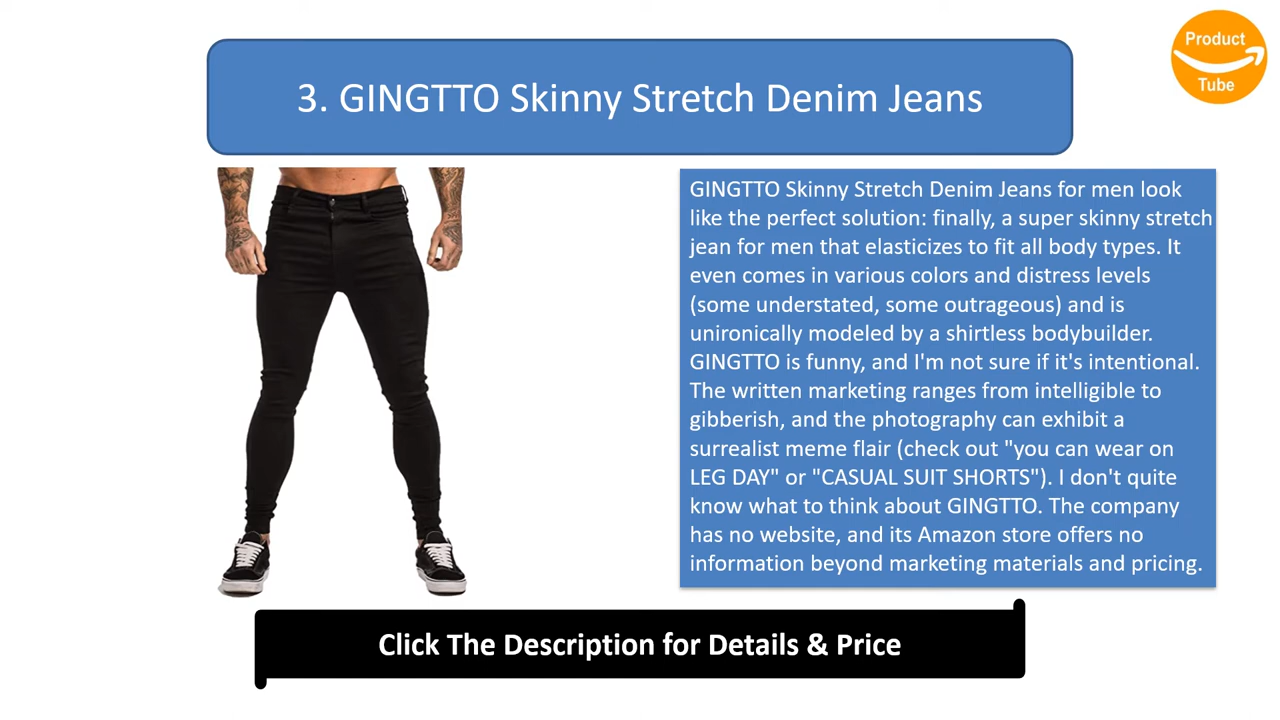 Product
Tube
3. GINGTTO Skinny Stretch Denim Jeans
GINGTTO Skinny Stretch Denim Jeans for men look
like the perfect solution: finally, a super skinny stretch
jean for men that elasticizes to fit all body types. It
even comes in various colors and distress levels
(some understated, some outrageous) and is
unironically modeled by a shirtless bodybuilder.
GINGTTO is funny, and I'm not sure if it's intentional.
The written marketing ranges from intelligible to
gibberish, and the photography can exhibit a
surrealist meme flair (check out "you can wear on
LEG DAY" or "CASUAL SUIT SHORTS"). I don't quite
know what to think about GINGTTO. The company
has no website, and its Amazon store offers no
information beyond marketing materials and pricing.
Click The Description for Details & Price